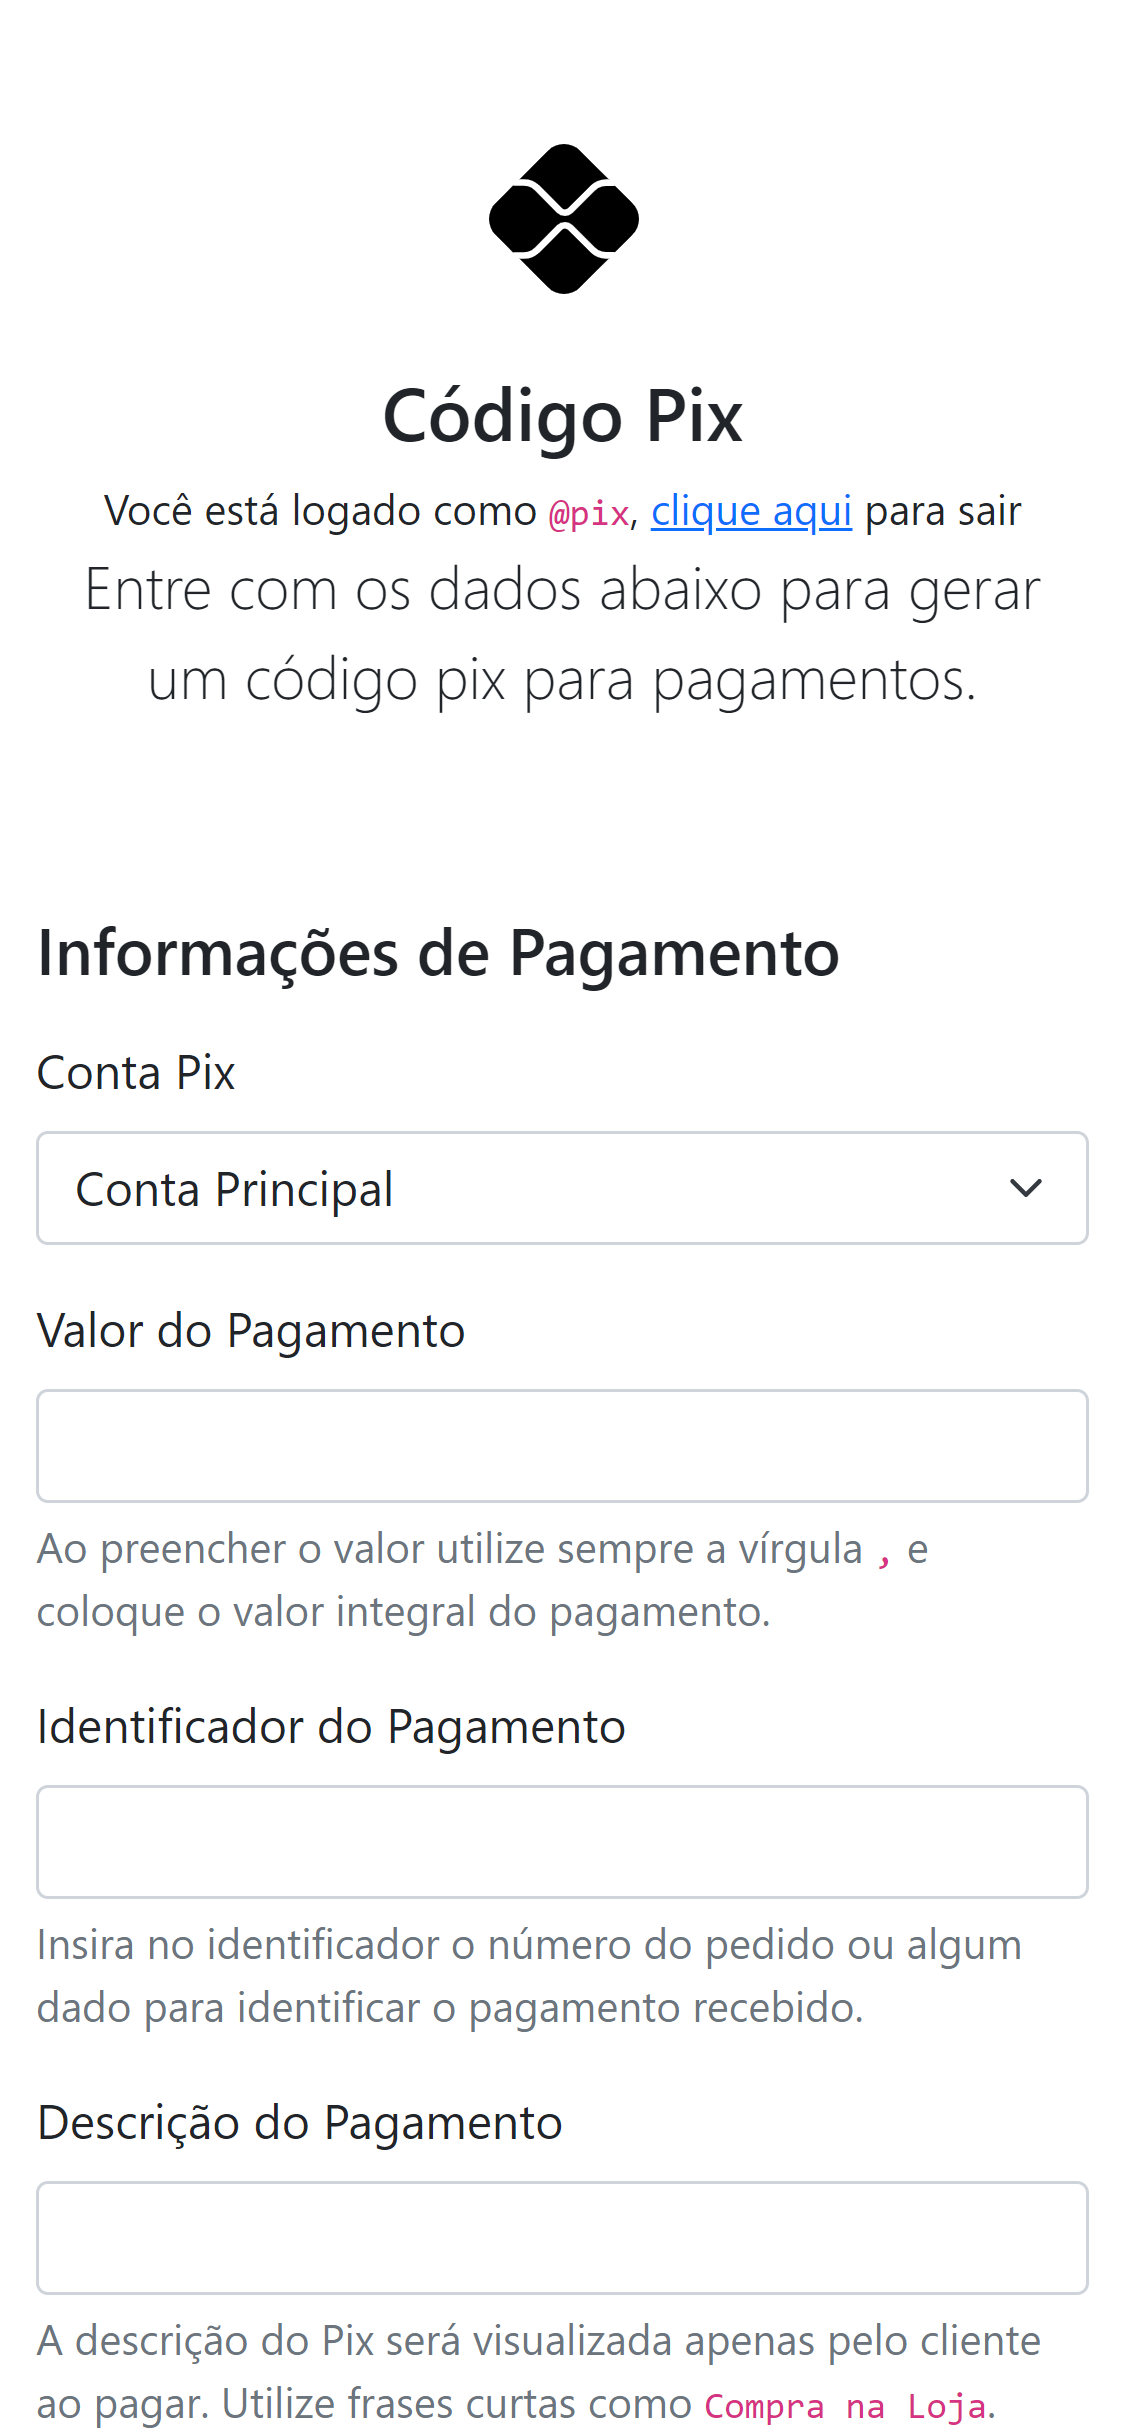 Código Pix
Você está logado como @pix, clique aqui para sair
Entre com os dados abaixo para gerar
um código pix para pagamentos.
Informações de Pagamento
Conta Pix
Conta Principal
Valor do Pagamento
Ao preencher o valor utilize sempre a vírgula , e
coloque o valor integral do pagamento.
Identificador do Pagamento
Insira no identificador o número do pedido ou algum
dado para identificar o pagamento recebido.
Descrição do Pagamento
A descrição do Pix será visualizada apenas pelo cliente
ao pagar. Utilize frases curtas como Compra na Loja.